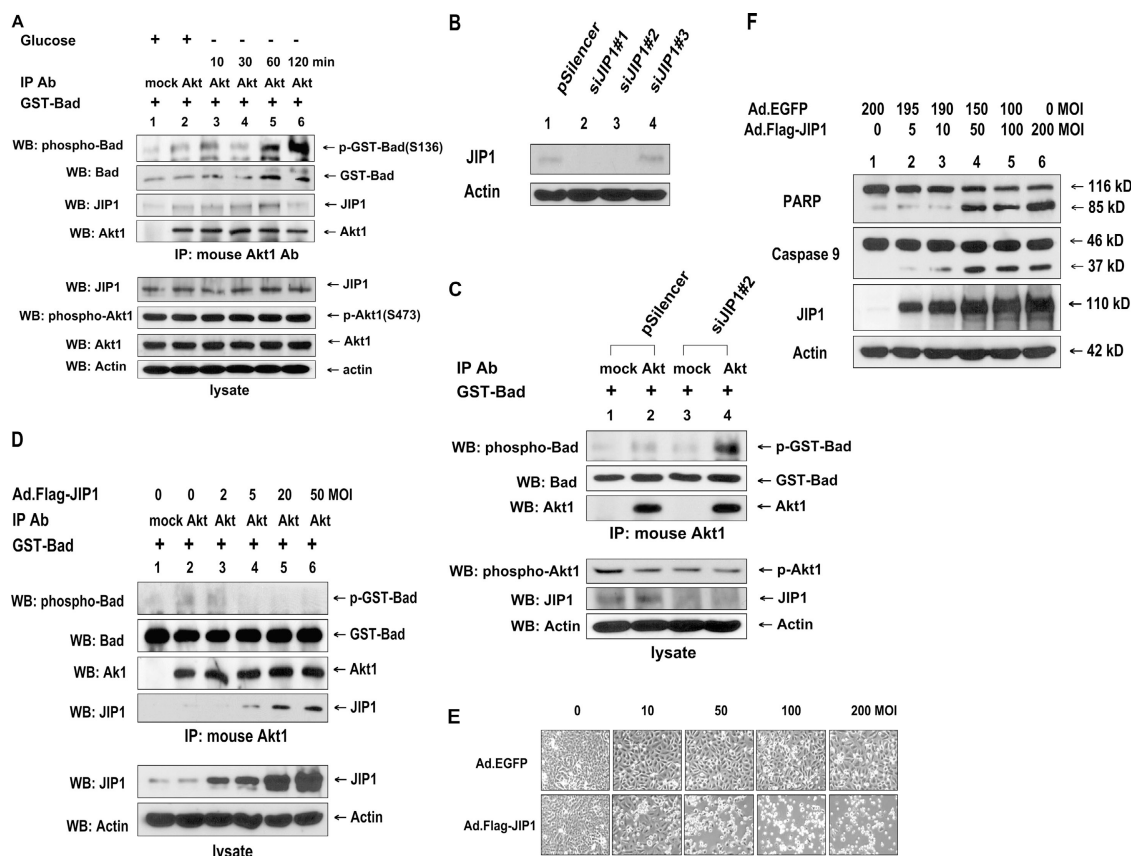 A
Glucose + + - - - -
10 30 60 120 min
IP Ab mock Akt Akt Akt Akt Akt
GST-Bad + + + + + +
1 2 3 4 5 6
WB: phospho-Bad ← p-GST-Bad(S136)
WB: Bad ← GST-Bad
WB: JIP1 ← JIP1
WB: Akt1 ← Akt1
IP: mouse Akt1 Ab
WB: JIP1 ← JIP1
WB: phospho-Akt1 ← p-Akt1(S473)
WB: Akt1 ← Akt1
WB: Actin ← actin
lysate
B
pSilencer
siJIP1#1
siJIP1#2
siJIP1#3
1 2 3 4
JIP1
Actin
C
pSilencer
siJIP1#2
IP Ab mock Akt mock Akt
GST-Bad + + + +
1 2 3 4
WB: phospho-Bad ← p-GST-Bad
WB: Bad ← GST-Bad
WB: Akt1 ← Akt1
IP: mouse Akt1
WB: phospho-Akt1 ← p-Akt1
WB: JIP1 ← JIP1
WB: Actin ← Actin
lysate
D
Ad.Flag-JIP1 0 0 2 5 20 50 MOI
IP Ab mock Akt Akt Akt Akt Akt
GST-Bad + + + + + +
1 2 3 4 5 6
WB: phospho-Bad ← p-GST-Bad
WB: Bad ← GST-Bad
WB: Ak1 ← Akt1
WB: JIP1 ← JIP1
IP: mouse Akt1
WB: JIP1 ← JIP1
WB: Actin ← Actin
lysate
E
0 10 50 100 200 MOI
Ad.EGFP
Ad.Flag-JIP1
F
Ad.EGFP 200 195 190 150 100 0 MOI
Ad.Flag-JIP1 0 5 10 50 100 200 MOI
1 2 3 4 5 6
PARP ← 116 kD
← 85 kD
Caspase 9 ← 46 kD
← 37 kD
JIP1 ← 110 kD
Actin ← 42 kD